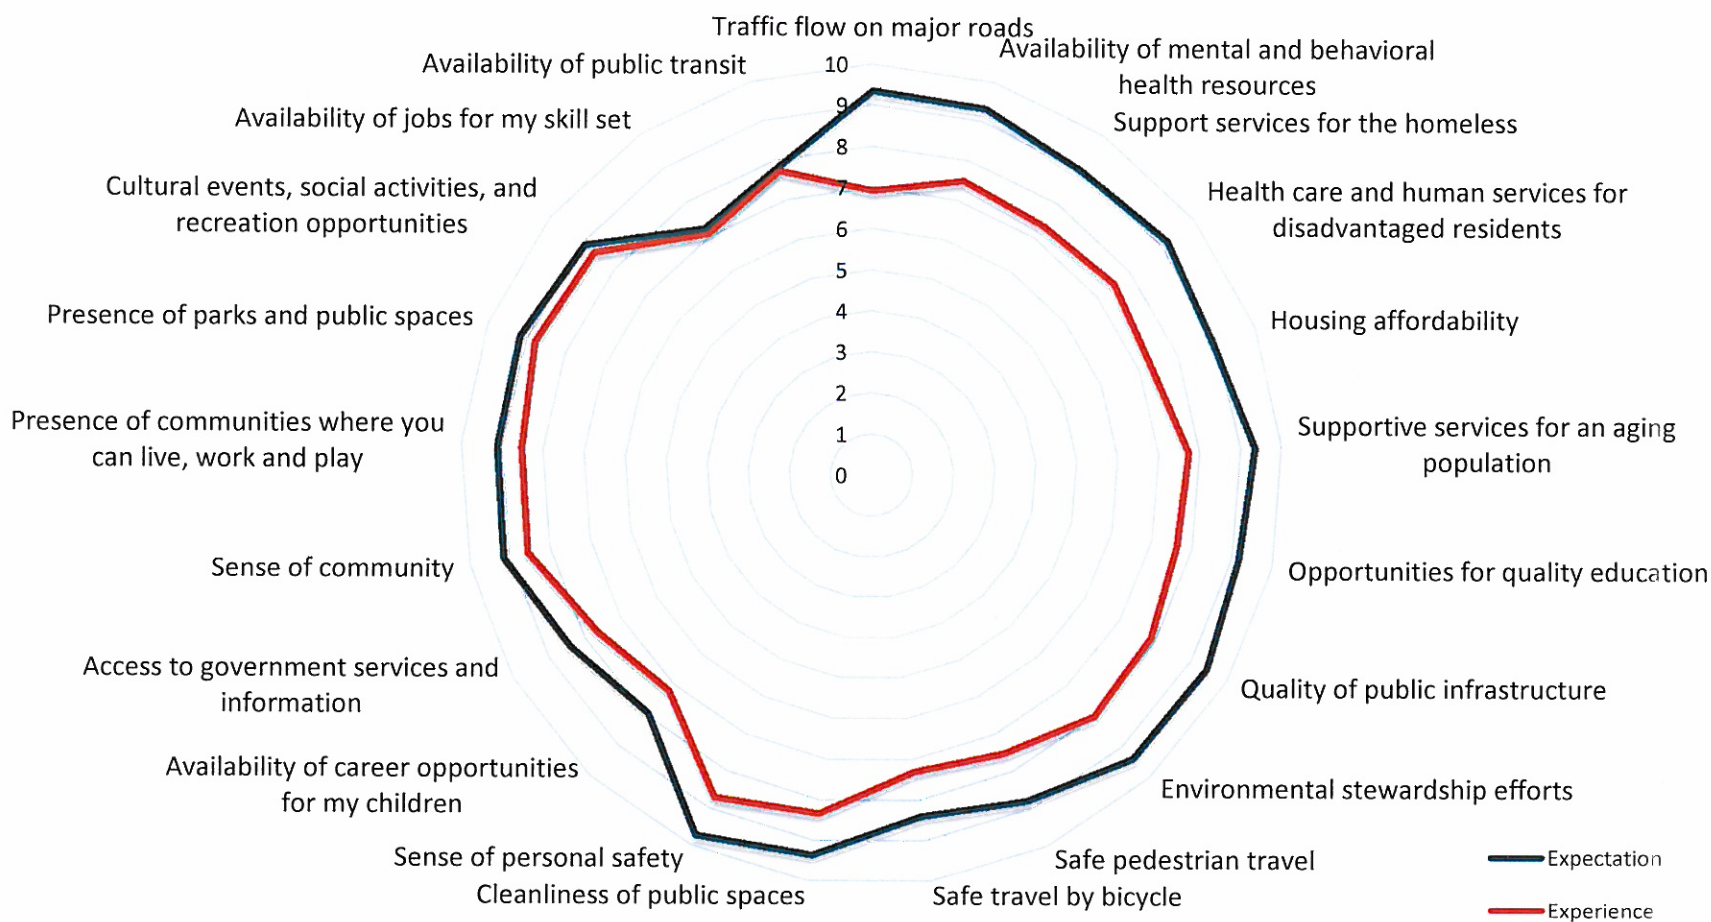 Traffic flow on major roads
Availability of mental and behavioral
health resources
Support services for the homeless
Health care and human services for
disadvantaged residents
Housing affordability
Supportive services for an aging
population
Opportunities for quality education
Quality of public infrastructure
Environmental stewardship efforts
Safe pedestrian travel
Safe travel by bicycle
Cleanliness of public spaces
Sense of personal safety
Availability of career opportunities
for my children
Access to government services and
information
Sense of community
Presence of communities where you
can live, work and play
Presence of parks and public spaces
Cultural events, social activities, and
recreation opportunities
Availability of jobs for my skill set
Availability of public transit
10
9
8
7
6
5
4
3
2
1
0
Expectation
Experience